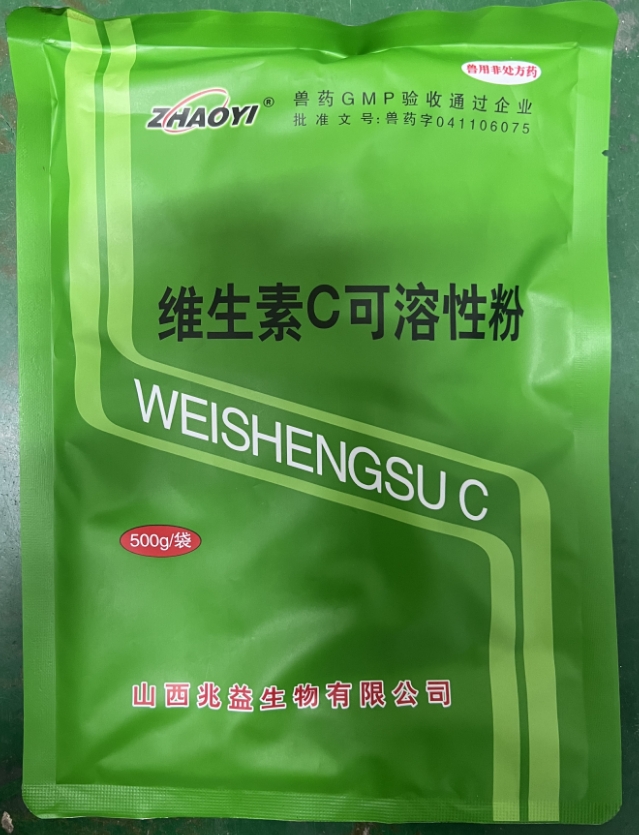 兽用非处方药
ZHAOYI® 兽药GMP验收通过企业
批准文号:兽药字041106075
维生素C可溶性粉
WEISHENGSU C
500g/袋
山西兆益生物有限公司